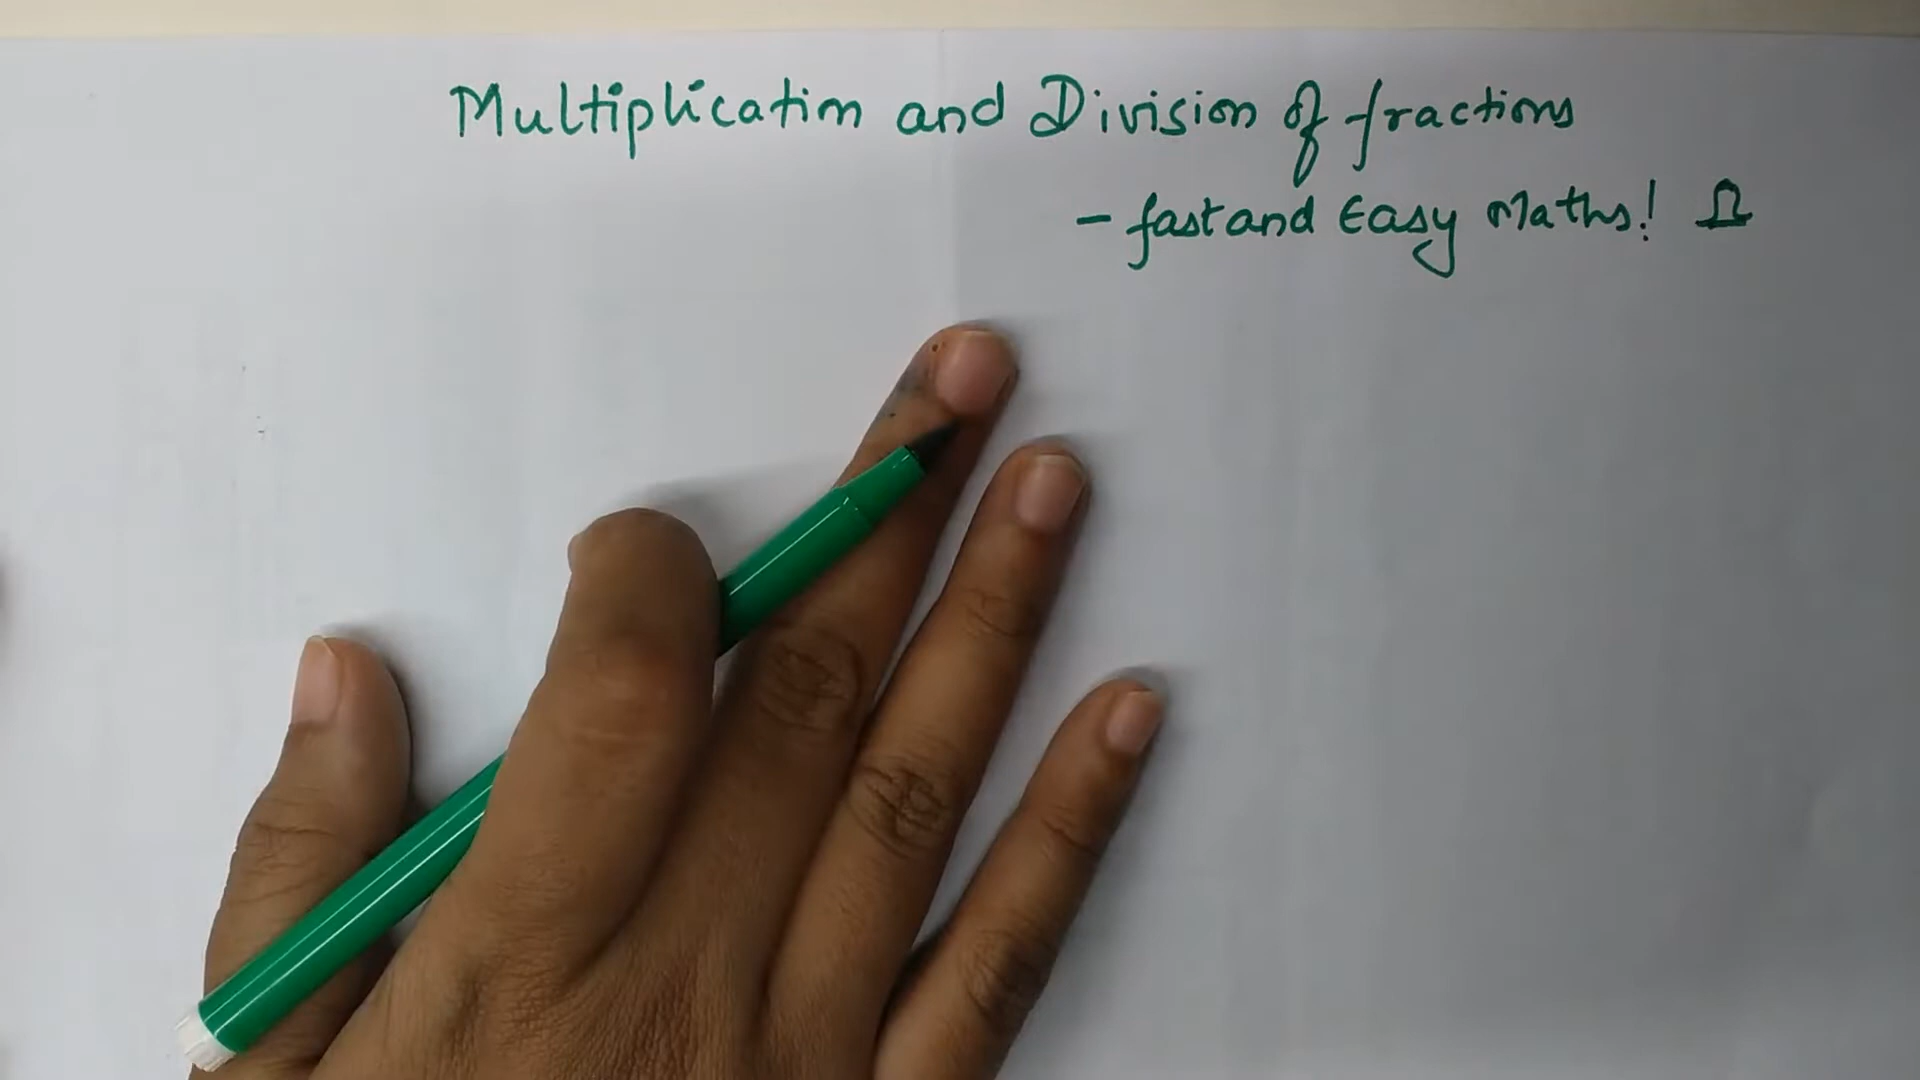 Multiplication and Division of fractions
- fast and Easy Maths! Ω